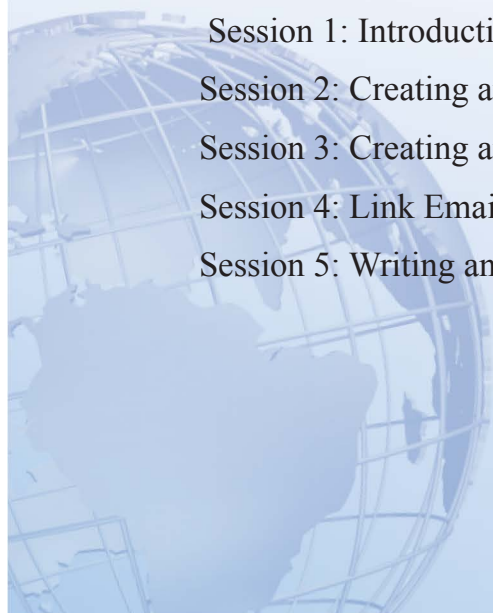 Session 1: Introducti
Session 2: Creating a
Session 3: Creating a
Session 4: Link Emai
Session 5: Writing an